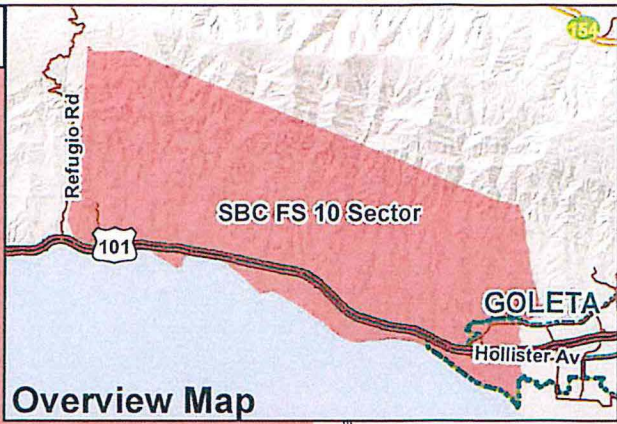 154
Refugio Rd
SBC FS 10 Sector
101
GOLETA
Hollister Av
Overview Map